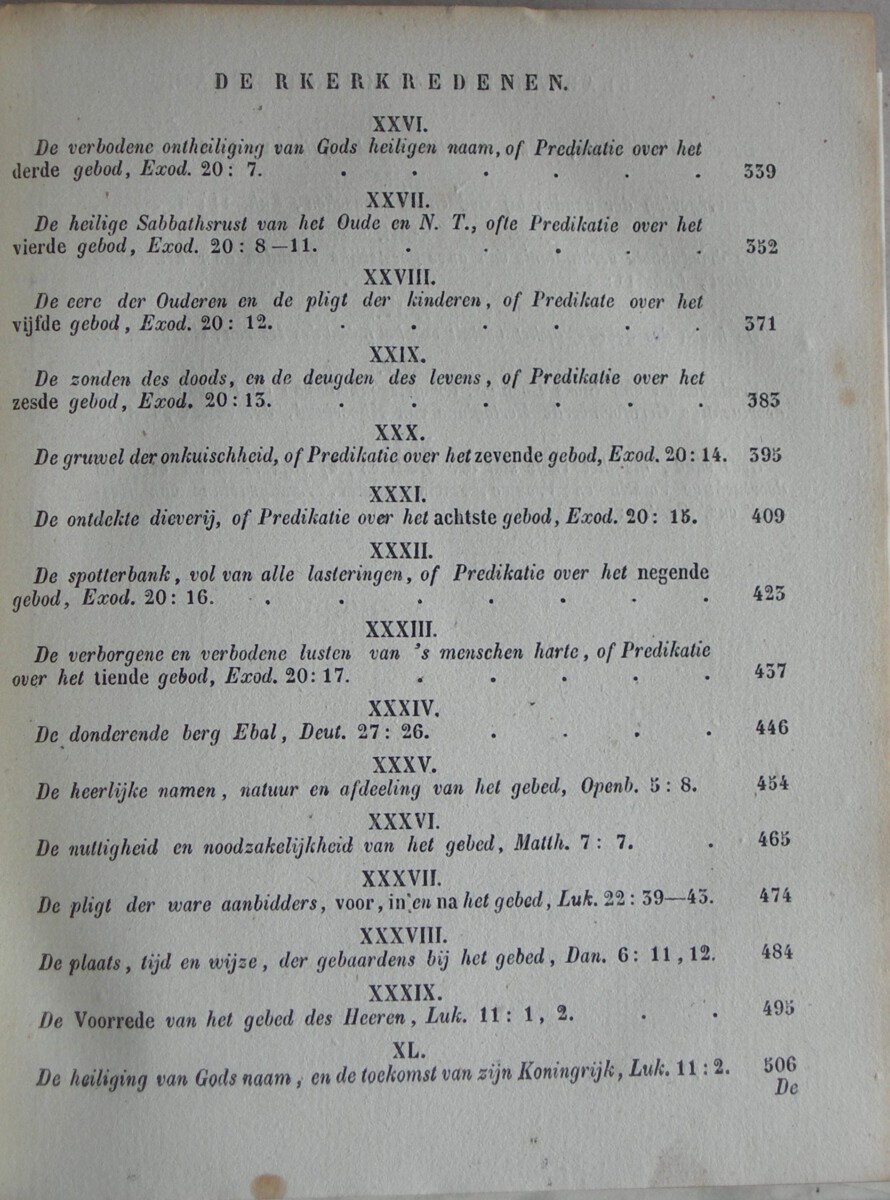 DER KERKREDENEN.
XXVI.
De verbodene ontheiliging van Gods heiligen naam, of Predikatie over het
derde gebod, Exod. 20: 7. . . . . . . 339
XXVII.
De heilige Sabbathsrust van het Oude en N. T., ofte Predikatie over het
vierde gebod, Exod. 20: 8—11. . . . . . 352
XXVIII.
De eere der Ouderen en de pligt der kinderen, of Predikate over het
vijfde gebod, Exod. 20: 12. . . . . . . 371
XXIX.
De zonden des doods, en de deugden des levens, of Predikatie over het
zesde gebod, Exod. 20: 13. . . . . . . 383
XXX.
De gruwel der onkuischheid, of Predikatie over het zevende gebod, Exod. 20: 14. 395
XXXI.
De ontdekte dieverij, of Predikatie over het achtste gebod, Exod. 20: 15. 409
XXXII.
De spotterbank, vol van alle lasteringen, of Predikatie over het negende
gebod, Exod. 20: 16. . . . . . . . 423
XXXIII.
De verborgene en verbodene lusten van 's menschen harte, of Predikatie
over het tiende gebod, Exod. 20: 17. . . . . . 437
XXXIV.
De donderende berg Ebal, Deut. 27: 26. . . . . 446
XXXV.
De heerlijke namen, natuur en afdeeling van het gebed, Openb. 5: 8. 454
XXXVI.
De nuttigheid en noodzakelijkheid van het gebed, Matth. 7: 7. . 465
XXXVII.
De pligt der ware aanbidders, voor, in en na het gebed, Luk. 22: 39—43. 474
XXXVIII.
De plaats, tijd en wijze, der gebaardens bij het gebed, Dan. 6: 11, 12. 484
XXXIX.
De Voorrede van het gebed des Heeren, Luk. 11: 1, 2. . . 495
XL.
De heiliging van Gods naam, en de toekomst van zijn Koningrijk, Luk. 11: 2. 506
De